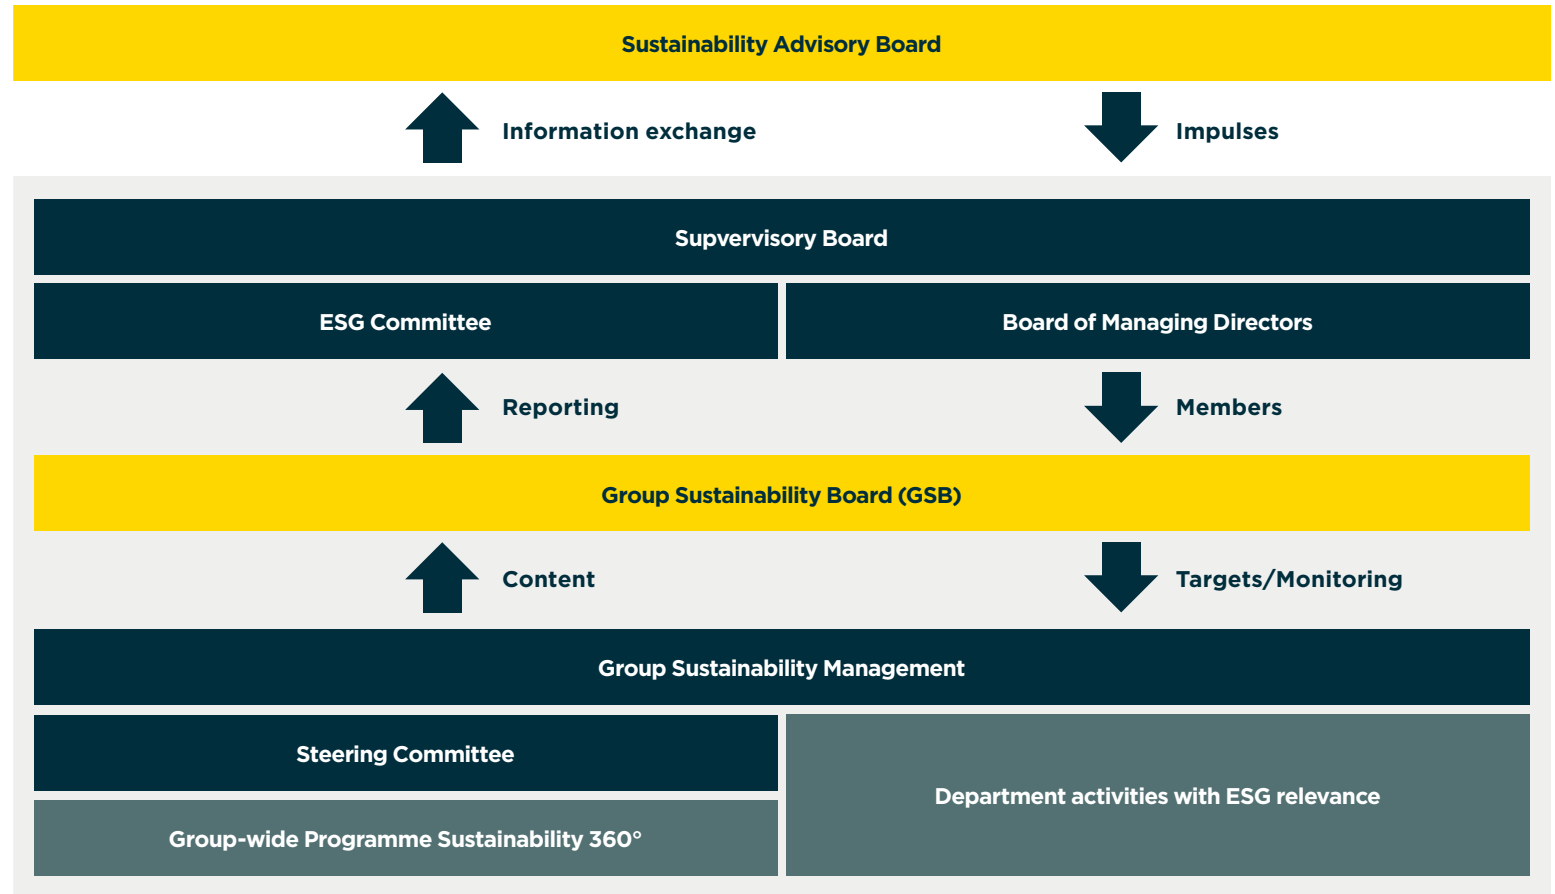 Sustainability Advisory Board
Information exchange
Impulses
Supvervisory Board
ESG Committee
Board of Managing Directors
Reporting
Members
Group Sustainability Board (GSB)
Content
Targets/Monitoring
Group Sustainability Management
Steering Committee
Department activities with ESG relevance
Group-wide Programme Sustainability 360°